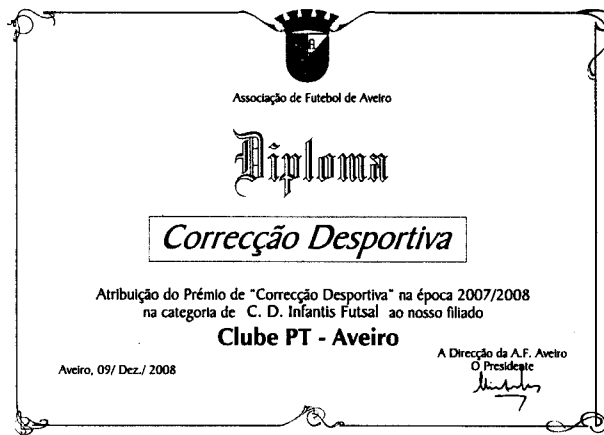 Associação de Futebol de Aveiro
Diploma
Correcção Desportiva
Atribuição do Prémio de "Correcção Desportiva" na época 2007/2008
na categoria de C. D. Infantis Futsal ao nosso filiado
Clube PT - Aveiro
Aveiro, 09/ Dez./ 2008
A Direcção da A.F. Aveiro
O Presidente